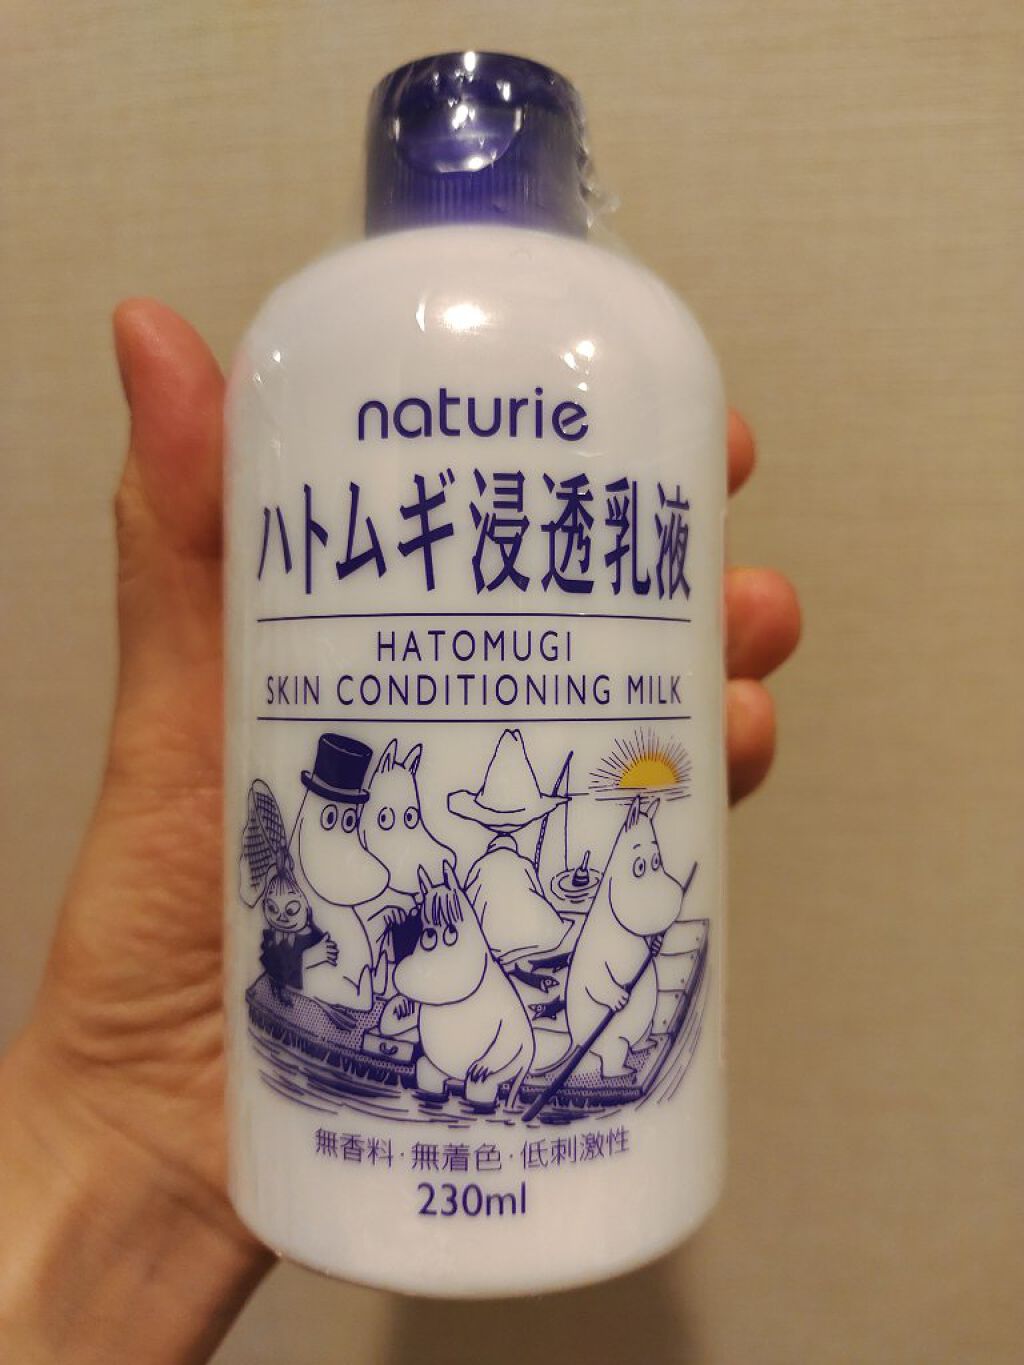 naturie
ハトムギ浸透乳液
HATOMUGI
SKIN CONDITIONING MILK
無香料・無着色・低刺激性
230ml